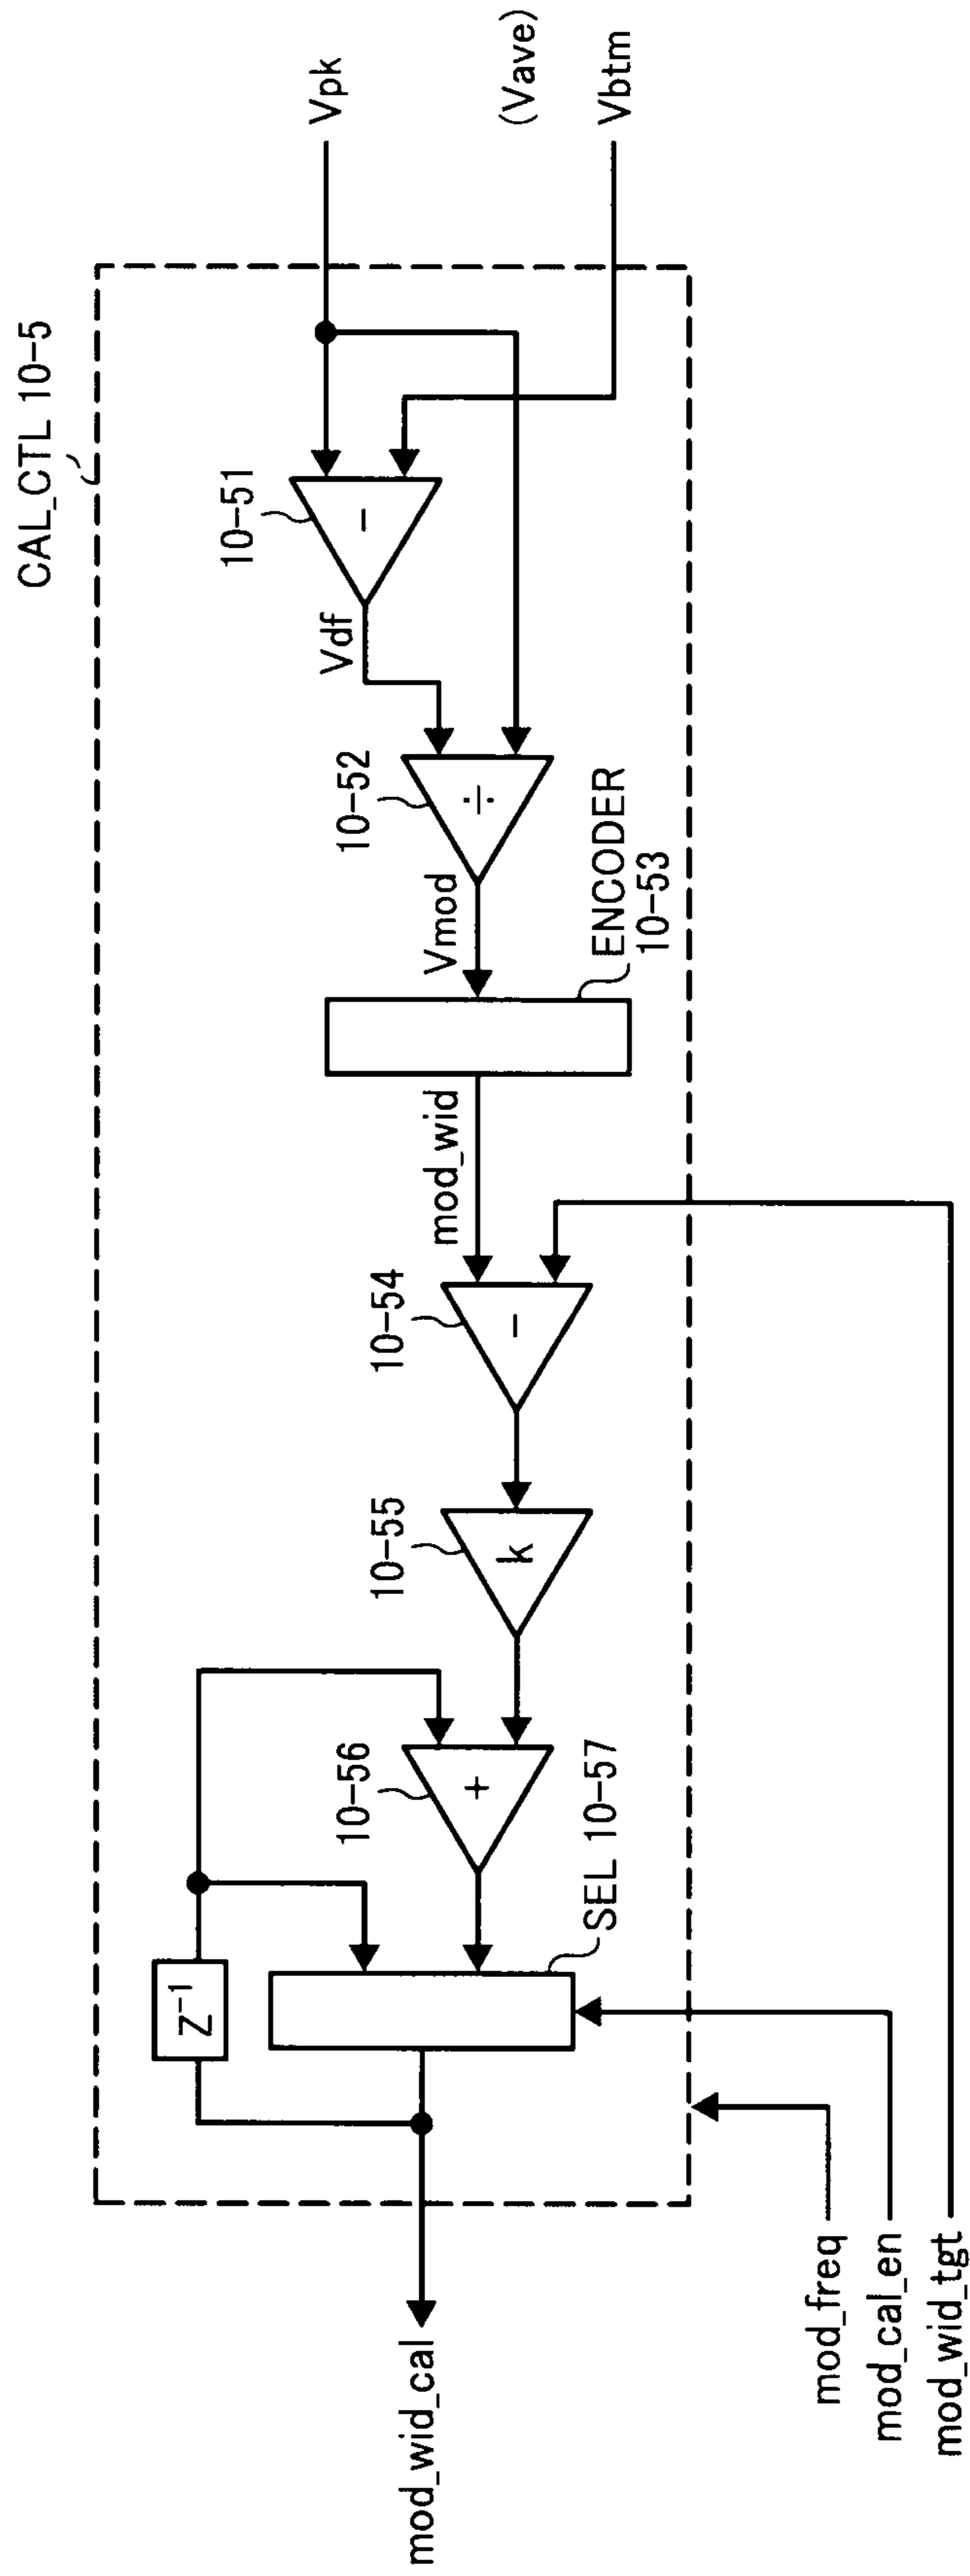 CAL_CTL 10-5
Vpk
(Vave)
Vbtm
10-51
−
Vdf
10-52
÷
Vmod
ENCODER
10-53
mod_wid
10-54
−
10-55
k
10-56
+
SEL 10-57
Z⁻¹
mod_wid_cal
mod_freq
mod_cal_en
mod_wid_tgt